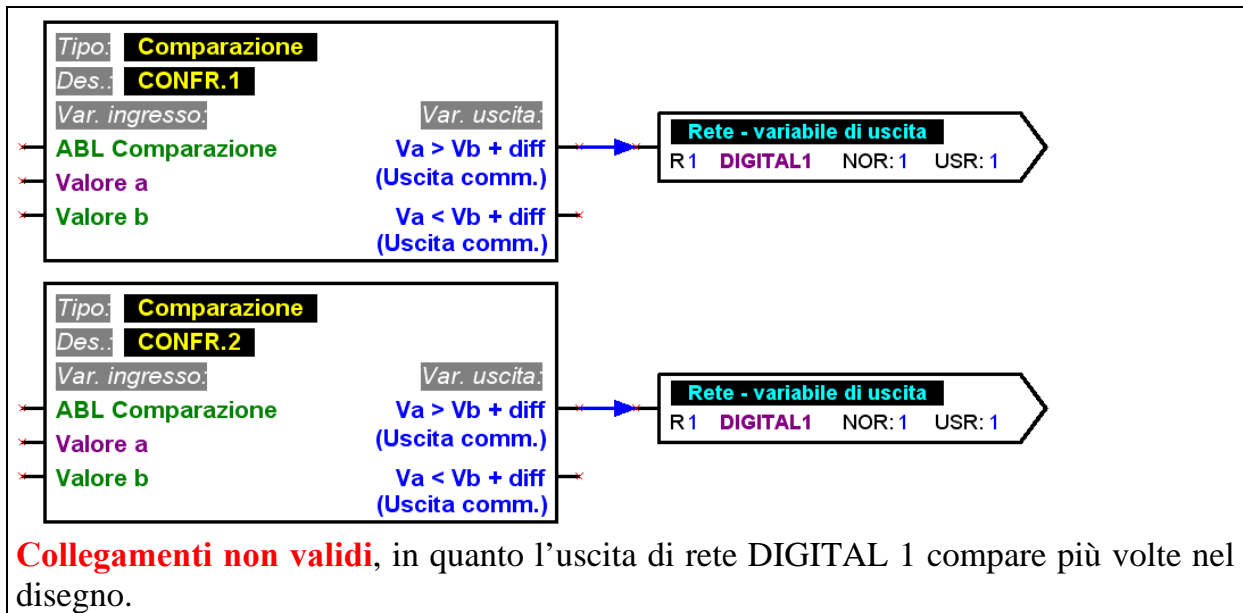 Tipo: Comparazione
Des.: CONFR.1
Var. ingresso: Var. uscita:
ABL Comparazione Va > Vb + diff
Valore a (Uscita comm.)
Valore b Va < Vb + diff
(Uscita comm.)
Rete - variabile di uscita
R1 DIGITAL1 NOR: 1 USR: 1
Tipo: Comparazione
Des.: CONFR.2
Var. ingresso: Var. uscita:
ABL Comparazione Va > Vb + diff
Valore a (Uscita comm.)
Valore b Va < Vb + diff
(Uscita comm.)
Rete - variabile di uscita
R1 DIGITAL1 NOR: 1 USR: 1
Collegamenti non validi, in quanto l'uscita di rete DIGITAL 1 compare più volte nel
disegno.